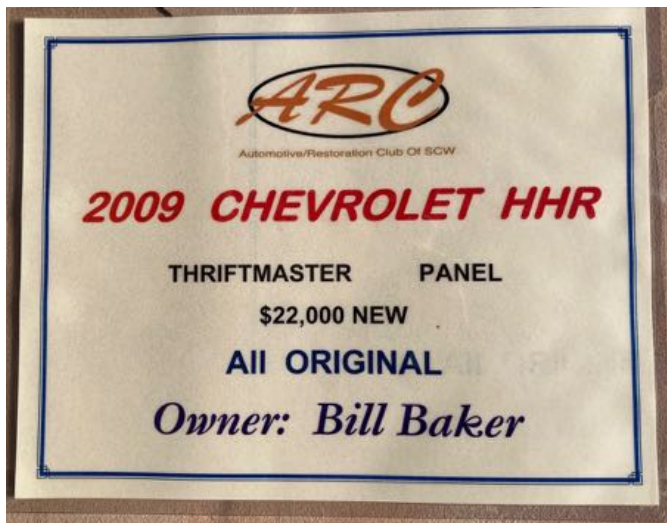 ARC
Automotive/Restoration Club Of SCW
2009 CHEVROLET HHR
THRIFTMASTER PANEL
$22,000 NEW
All ORIGINAL
Owner: Bill Baker